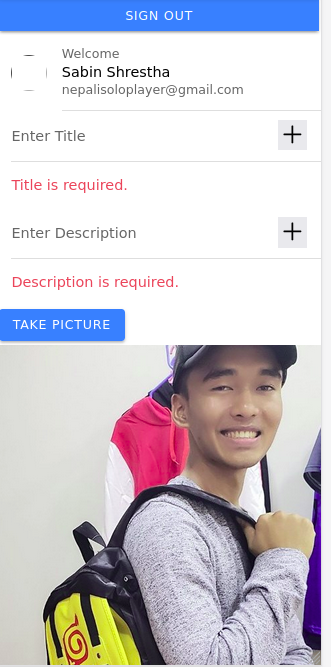 SIGN OUT
Welcome
Sabin Shrestha
nepalisoloplayer@gmail.com
Enter Title
Title is required.
Enter Description
Description is required.
TAKE PICTURE